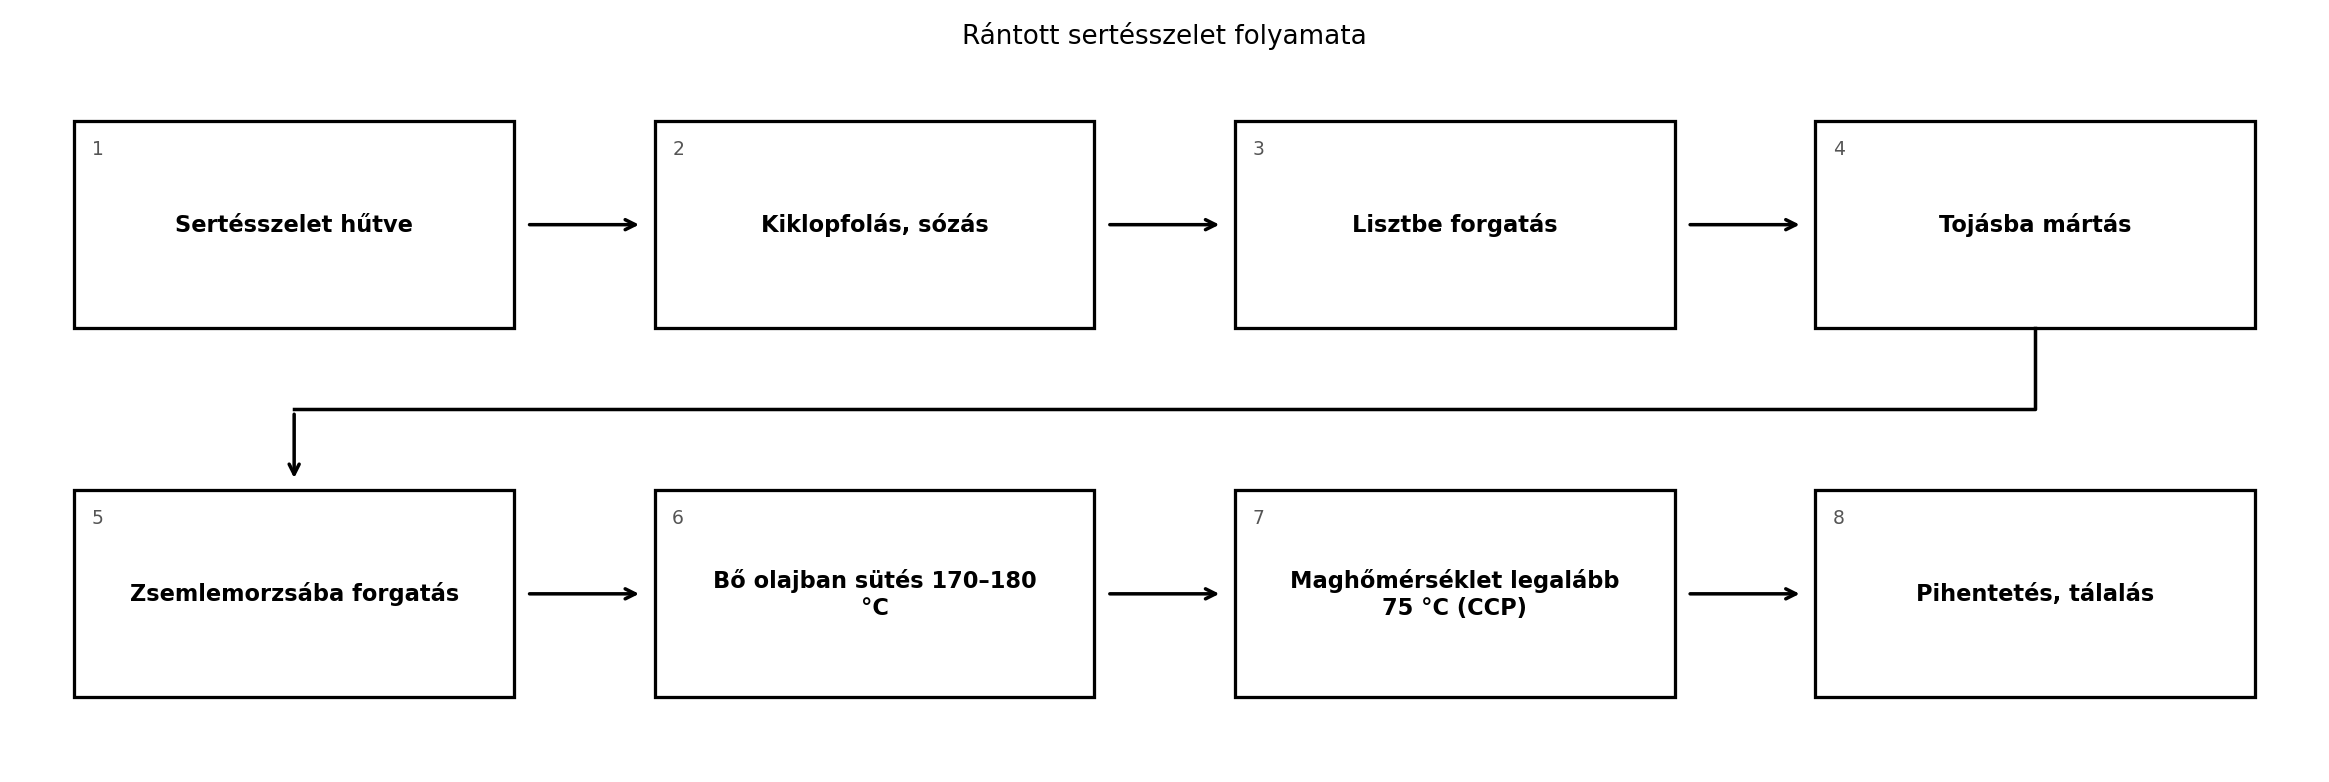 Rántott sertésszelet folyamata
1
Sertésszelet hűtve
2
Kiklopfolás, sózás
3
Lisztbe forgatás
4
Tojásba mártás
5
Zsemlemorzsába forgatás
6
Bő olajban sütés 170–180
°C
7
Maghőmérséklet legalább
75 °C (CCP)
8
Pihentetés, tálalás